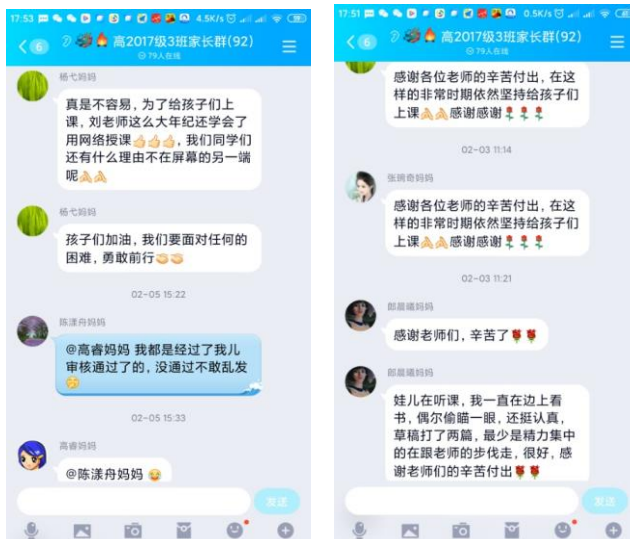 17:53
4.5K/s
6
高2017级3班家长群(92)
79人在线
杨弋妈妈
真是不容易，为了给孩子们上
课，刘老师这么大年纪还学会了
用网络授课👍👍👍，我们同学们
还有什么理由不在屏幕的另一端
呢🙏🙏
杨弋妈妈
孩子们加油，我们要面对任何的
困难，勇敢前行
02-05 15:22
陈漾舟妈妈
@高睿妈妈 我都是经过了我儿
审核通过了的，没通过不敢乱发
02-05 15:33
高睿妈妈
@陈漾舟妈妈
发送
17:51
0.5K/s
6
高2017级3班家长群(92)
79人在线
感谢各位老师的辛苦付出，在这
样的非常时期依然坚持给孩子们
上课🙏🙏感谢感谢🌹🌹🌹
02-03 11:14
妈妈
感谢各位老师的辛苦付出，在这
样的非常时期依然坚持给孩子们
上课🙏🙏感谢感谢🌹🌹🌹
02-03 11:21
郎晨曦妈妈
感谢老师们，辛苦了🌹🌹
郎晨曦妈妈
娃儿在听课，我一直在边上看
书，偶尔偷瞄一眼，还挺认真，
草稿打了两篇，最少是精力集中
的在跟老师的步伐走，很好，感
谢老师们的辛苦付出🌹🌹
发送